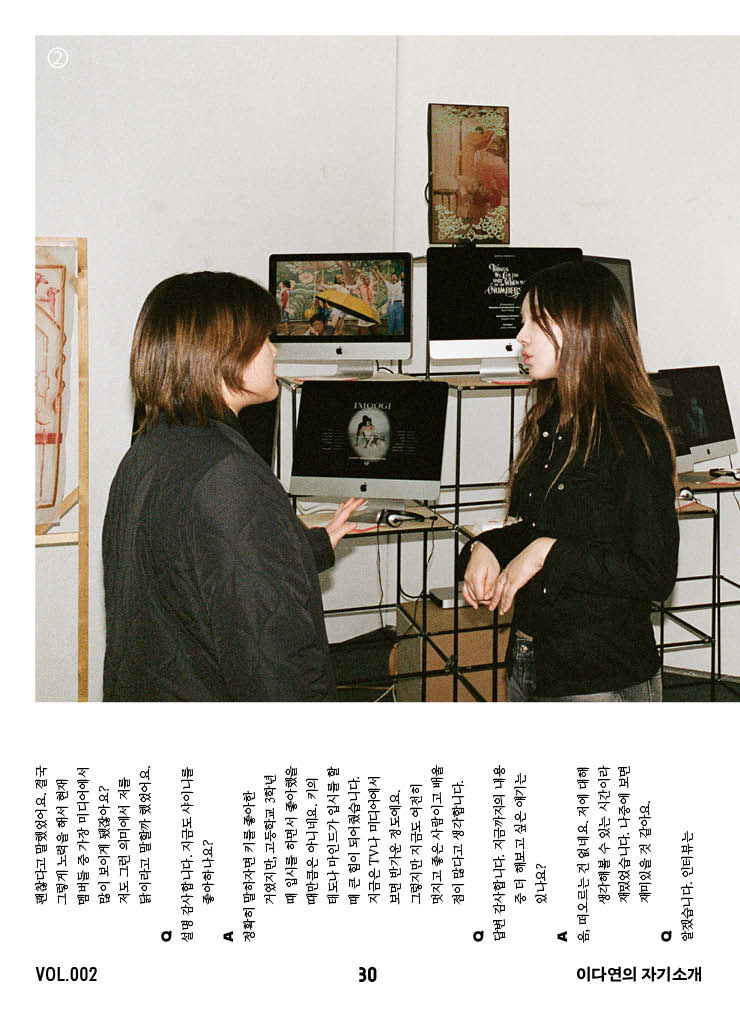 ②
THINGS
WE CAN DO
ONLY WHEN WE
NUMBERS
IMOOGI
괜찮다고 말했었어요. 결국
그렇게 노력을 해서 현재
멤버들 중 가장 미디어에서
많이 보이게 됐잖아요?
저도 그런 의미에서 저를
닭이라고 말할까 했었어요.
Q
설명 감사합니다. 지금도 샤이니를
좋아하나요?
A
정확히 말하자면 키를 좋아한
거였지만, 고등학교 3학년
때 입시를 하면서 좋아했을
때만큼은 아니네요. 키의
태도나 마인드가 입시를 할
때 큰 힘이 되어줬습니다.
지금은 TV나 미디어에서
보면 반가운 정도에요.
그렇지만 지금도 여전히
멋지고 좋은 사람이고 배울
점이 많다고 생각합니다.
Q
답변 감사합니다. 지금까지의 내용
중 더 해보고 싶은 얘기는
있나요?
A
음, 떠오르는 건 없네요. 저에 대해
생각해볼 수 있는 시간이라
재밌었습니다. 나중에 보면
재미있을 것 같아요.
Q
알겠습니다. 인터뷰는
VOL.002
30
이다연의 자기소개